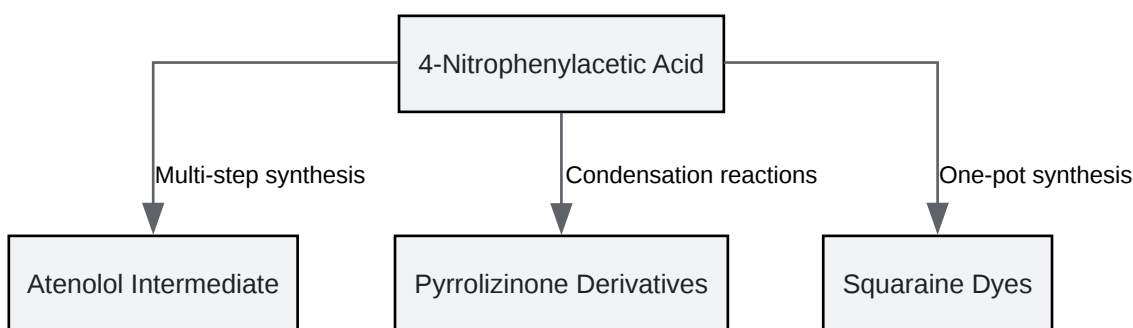 4-Nitrophenylacetic Acid
Multi-step synthesis
Condensation reactions
One-pot synthesis
Atenolol Intermediate
Pyrrolizinone Derivatives
Squaraine Dyes